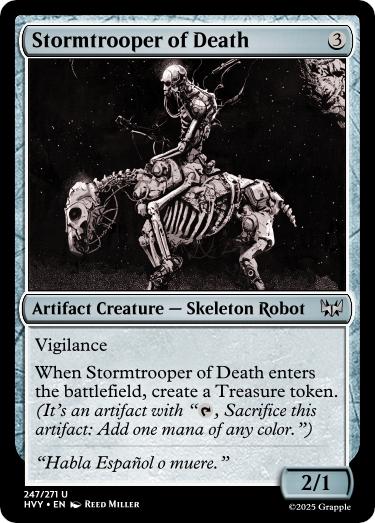 Stormtrooper of Death 3
Artifact Creature — Skeleton Robot
Vigilance
When Stormtrooper of Death enters
the battlefield, create a Treasure token.
(It's an artifact with “, Sacrifice this
artifact: Add one mana of any color.”)
“Habla Español o muere.”
2/1
247/271 U
HVY • EN Reed Miller
©2025 Grapple